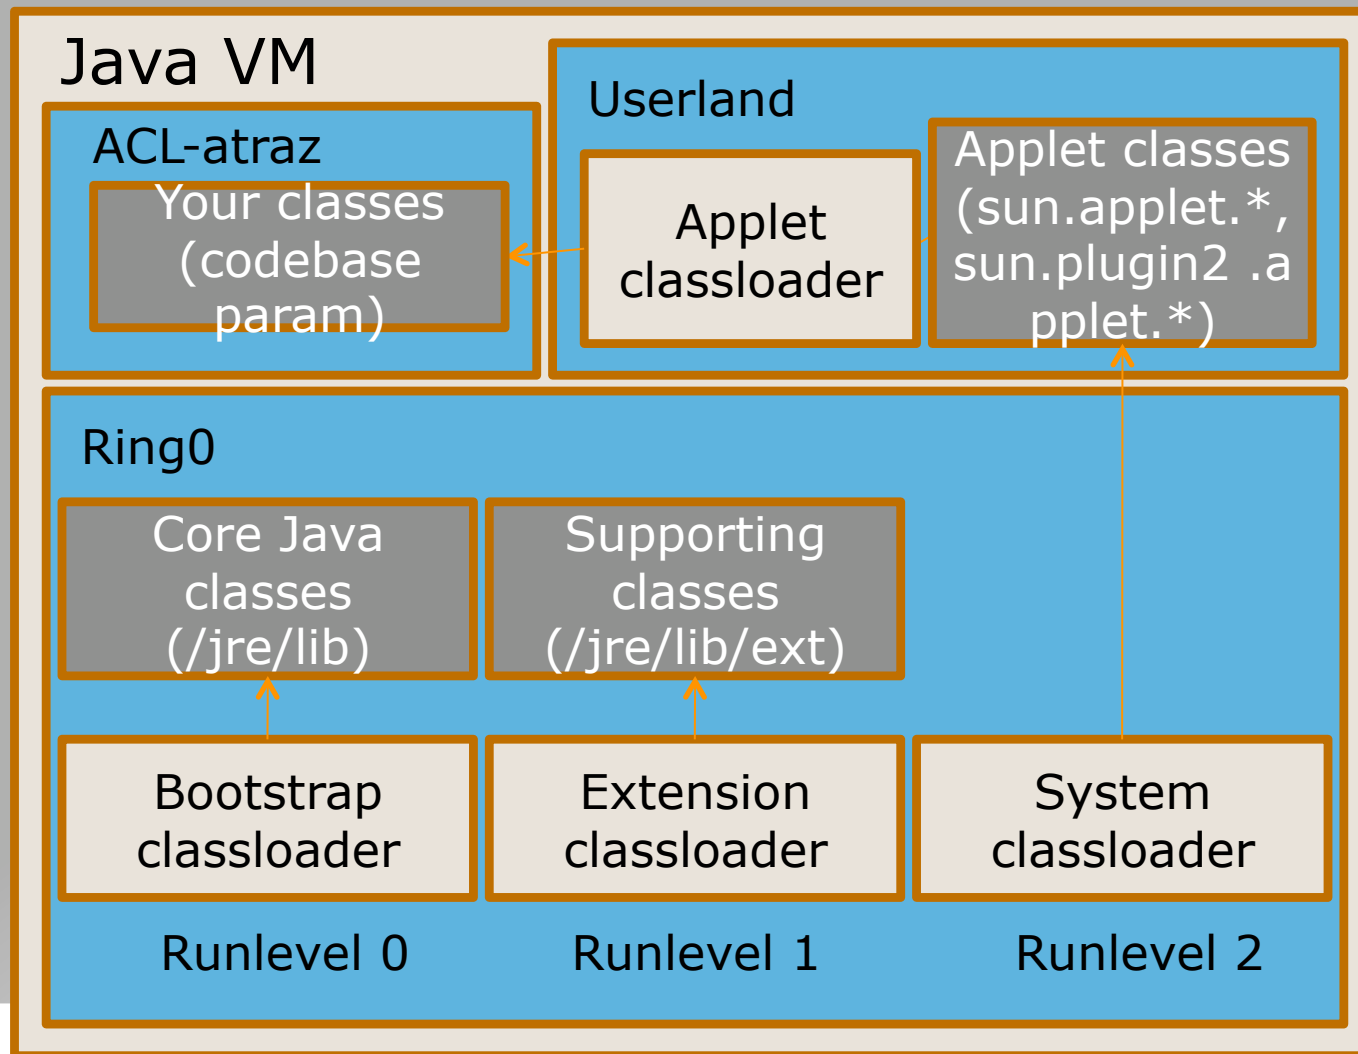 Java VM
ACL-atraz
Your classes
(codebase
param)
Userland
Applet
classloader
Applet classes
(sun.applet.*,
sun.plugin2 .a
pplet.*)
Ring0
Core Java
classes
(/jre/lib)
Supporting
classes
(/jre/lib/ext)
Bootstrap
classloader
Extension
classloader
System
classloader
Runlevel 0
Runlevel 1
Runlevel 2